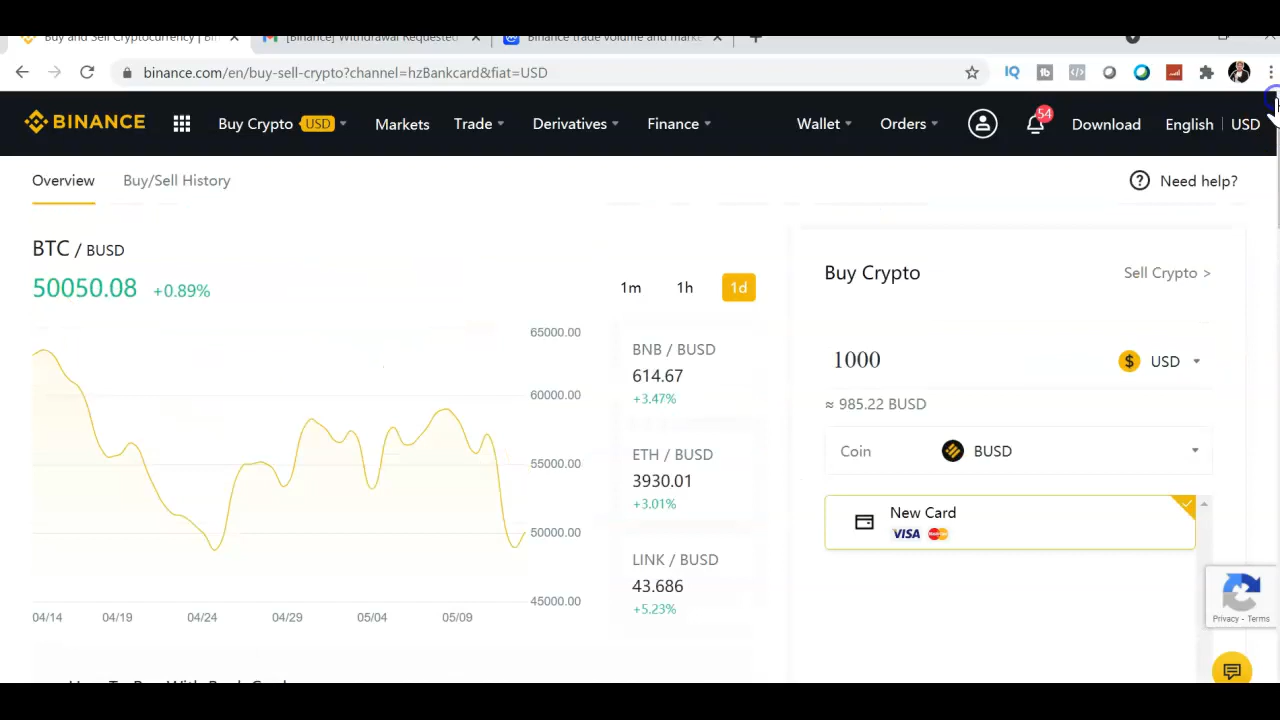 Buy and Sell Cryptocurrency | Bin
[Binance] Withdrawal Requested
Binance trade volume and marke
binance.com/en/buy-sell-crypto?channel=hzBankcard&fiat=USD
BINANCE
Buy Crypto USD
Markets
Trade
Derivatives
Finance
Wallet
Orders
54
Download
English
USD
Overview
Buy/Sell History
Need help?
BTC / BUSD
50050.08 +0.89%
1m
1h
1d
65000.00
60000.00
55000.00
50000.00
45000.00
04/14
04/19
04/24
04/29
05/04
05/09
BNB / BUSD
614.67
+3.47%
ETH / BUSD
3930.01
+3.01%
LINK / BUSD
43.686
+5.23%
Buy Crypto
Sell Crypto >
1000
$ USD
≈ 985.22 BUSD
Coin
BUSD
New Card
VISA
Privacy - Terms